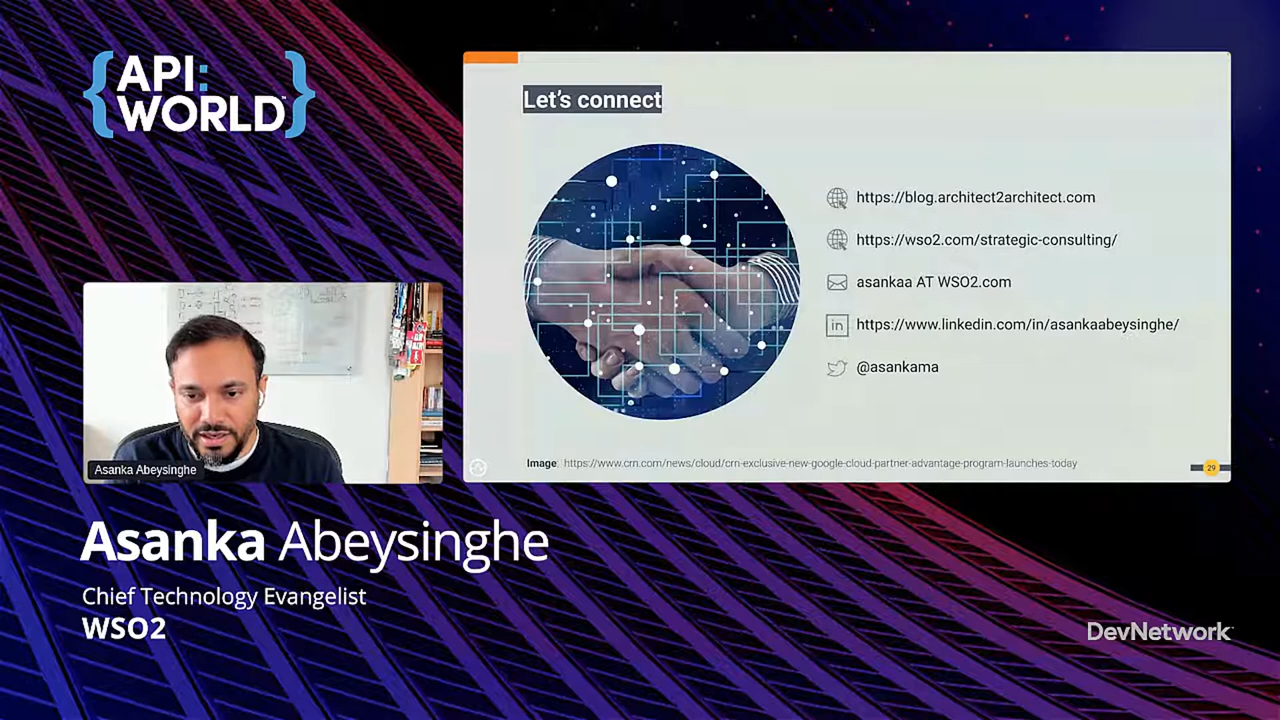 {API:
WORLD}™
Let's connect
https://blog.architect2architect.com
https://wso2.com/strategic-consulting/
asankaa AT WSO2.com
in https://www.linkedin.com/in/asankaabeysinghe/
@asankama
Image: https://www.crn.com/news/cloud/crn-exclusive-new-google-cloud-partner-advantage-program-launches-today
29
Asanka Abeysinghe
Asanka Abeysinghe
Chief Technology Evangelist
WSO2
DevNetwork